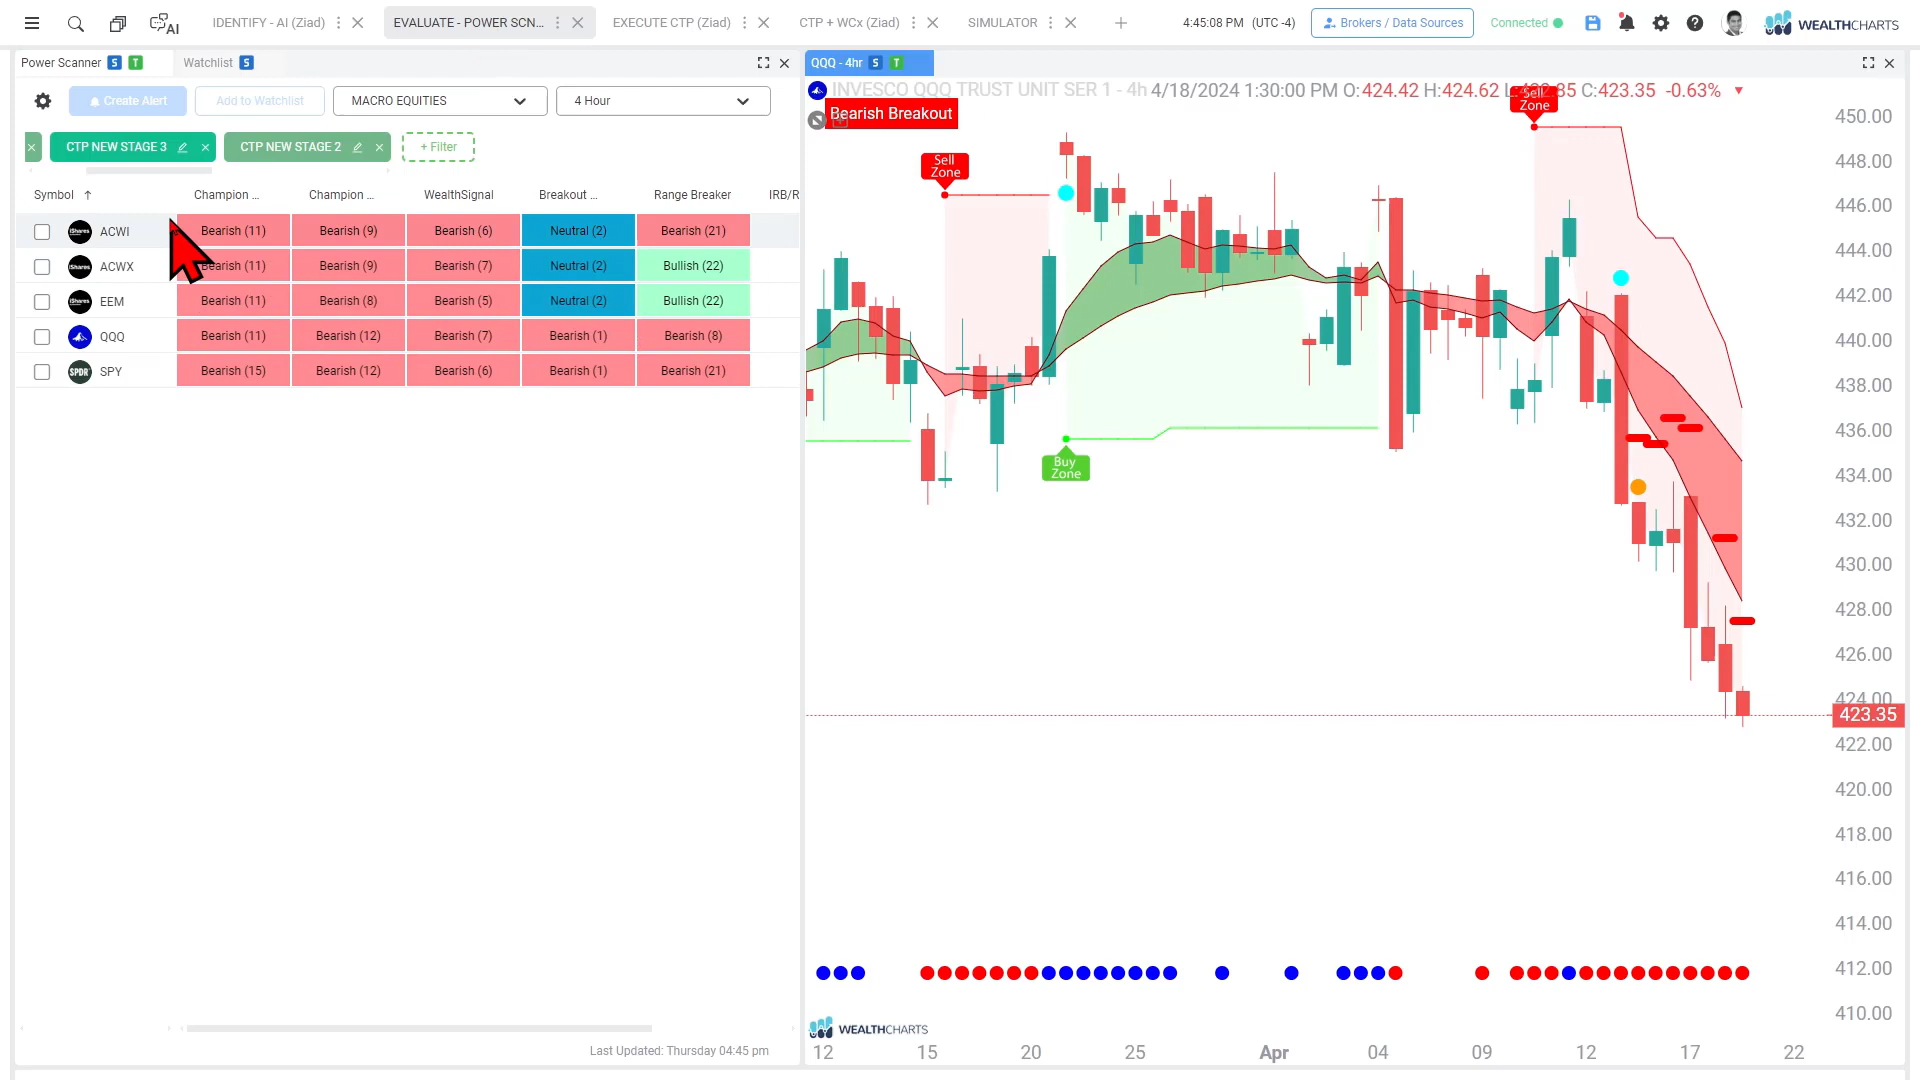 AI
IDENTIFY - AI (Ziad)
EVALUATE - POWER SCN...
EXECUTE CTP (Ziad)
CTP + WCx (Ziad)
SIMULATOR
4:45:08 PM (UTC -4)
Brokers / Data Sources
Connected
WEALTHCHARTS
Power Scanner S T
Watchlist S
Create Alert
Add to Watchlist
MACRO EQUITIES
4 Hour
CTP NEW STAGE 3
CTP NEW STAGE 2
+ Filter
Symbol Champion ... Champion ... WealthSignal Breakout ... Range Breaker IRB/R
iShares ACWI Bearish (11) Bearish (9) Bearish (6) Neutral (2) Bearish (21)
iShares ACWX Bearish (11) Bearish (9) Bearish (7) Neutral (2) Bullish (22)
iShares EEM Bearish (11) Bearish (8) Bearish (5) Neutral (2) Bullish (22)
QQQ Bearish (11) Bearish (12) Bearish (7) Bearish (1) Bearish (8)
SPDR SPY Bearish (15) Bearish (12) Bearish (6) Bearish (1) Bearish (21)
Last Updated: Thursday 04:45 pm
QQQ - 4hr S T
INVESCO QQQ TRUST UNIT SER 1 - 4h 4/18/2024 1:30:00 PM O:424.42 H:424.62 C:423.35 -0.63%
Bearish Breakout
Sell
Zone
Sell
Zone
Buy
Zone
450.00
448.00
446.00
444.00
442.00
440.00
438.00
436.00
434.00
432.00
430.00
428.00
426.00
424.00
423.35
422.00
420.00
418.00
416.00
414.00
412.00
410.00
WEALTHCHARTS
12 15 20 25 Apr 04 09 12 17 22